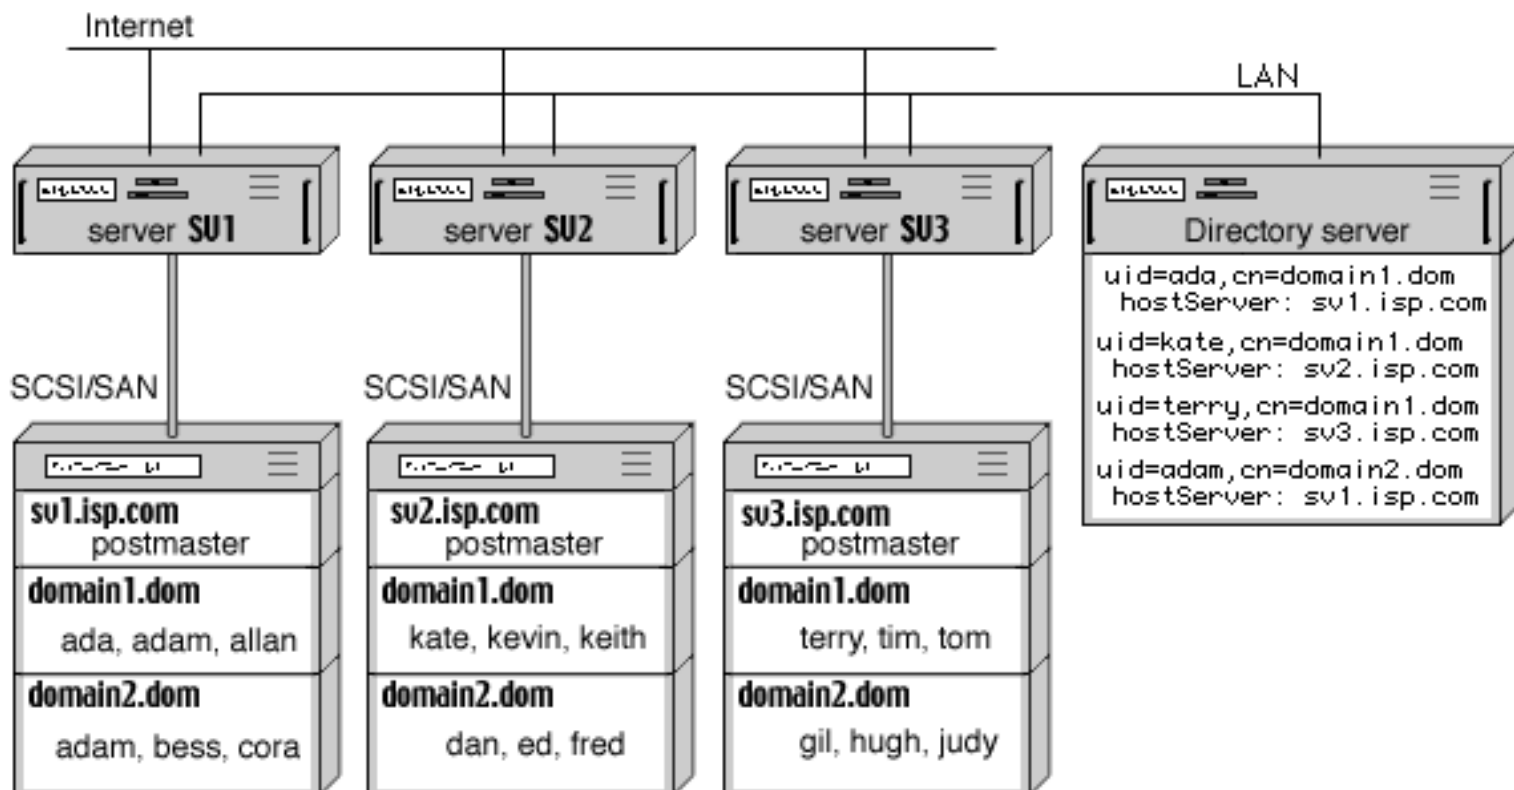 Internet
LAN
server SV1
server SV2
server SV3
Directory server
uid=ada,cn=domain1.dom
hostServer: sv1.isp.com
uid=kate,cn=domain1.dom
hostServer: sv2.isp.com
uid=terry,cn=domain1.dom
hostServer: sv3.isp.com
uid=adam,cn=domain2.dom
hostServer: sv1.isp.com
SCSI/SAN
SCSI/SAN
SCSI/SAN
sv1.isp.com
postmaster
domain1.dom
ada, adam, allan
domain2.dom
adam, bess, cora
sv2.isp.com
postmaster
domain1.dom
kate, kevin, keith
domain2.dom
dan, ed, fred
sv3.isp.com
postmaster
domain1.dom
terry, tim, tom
domain2.dom
gil, hugh, judy